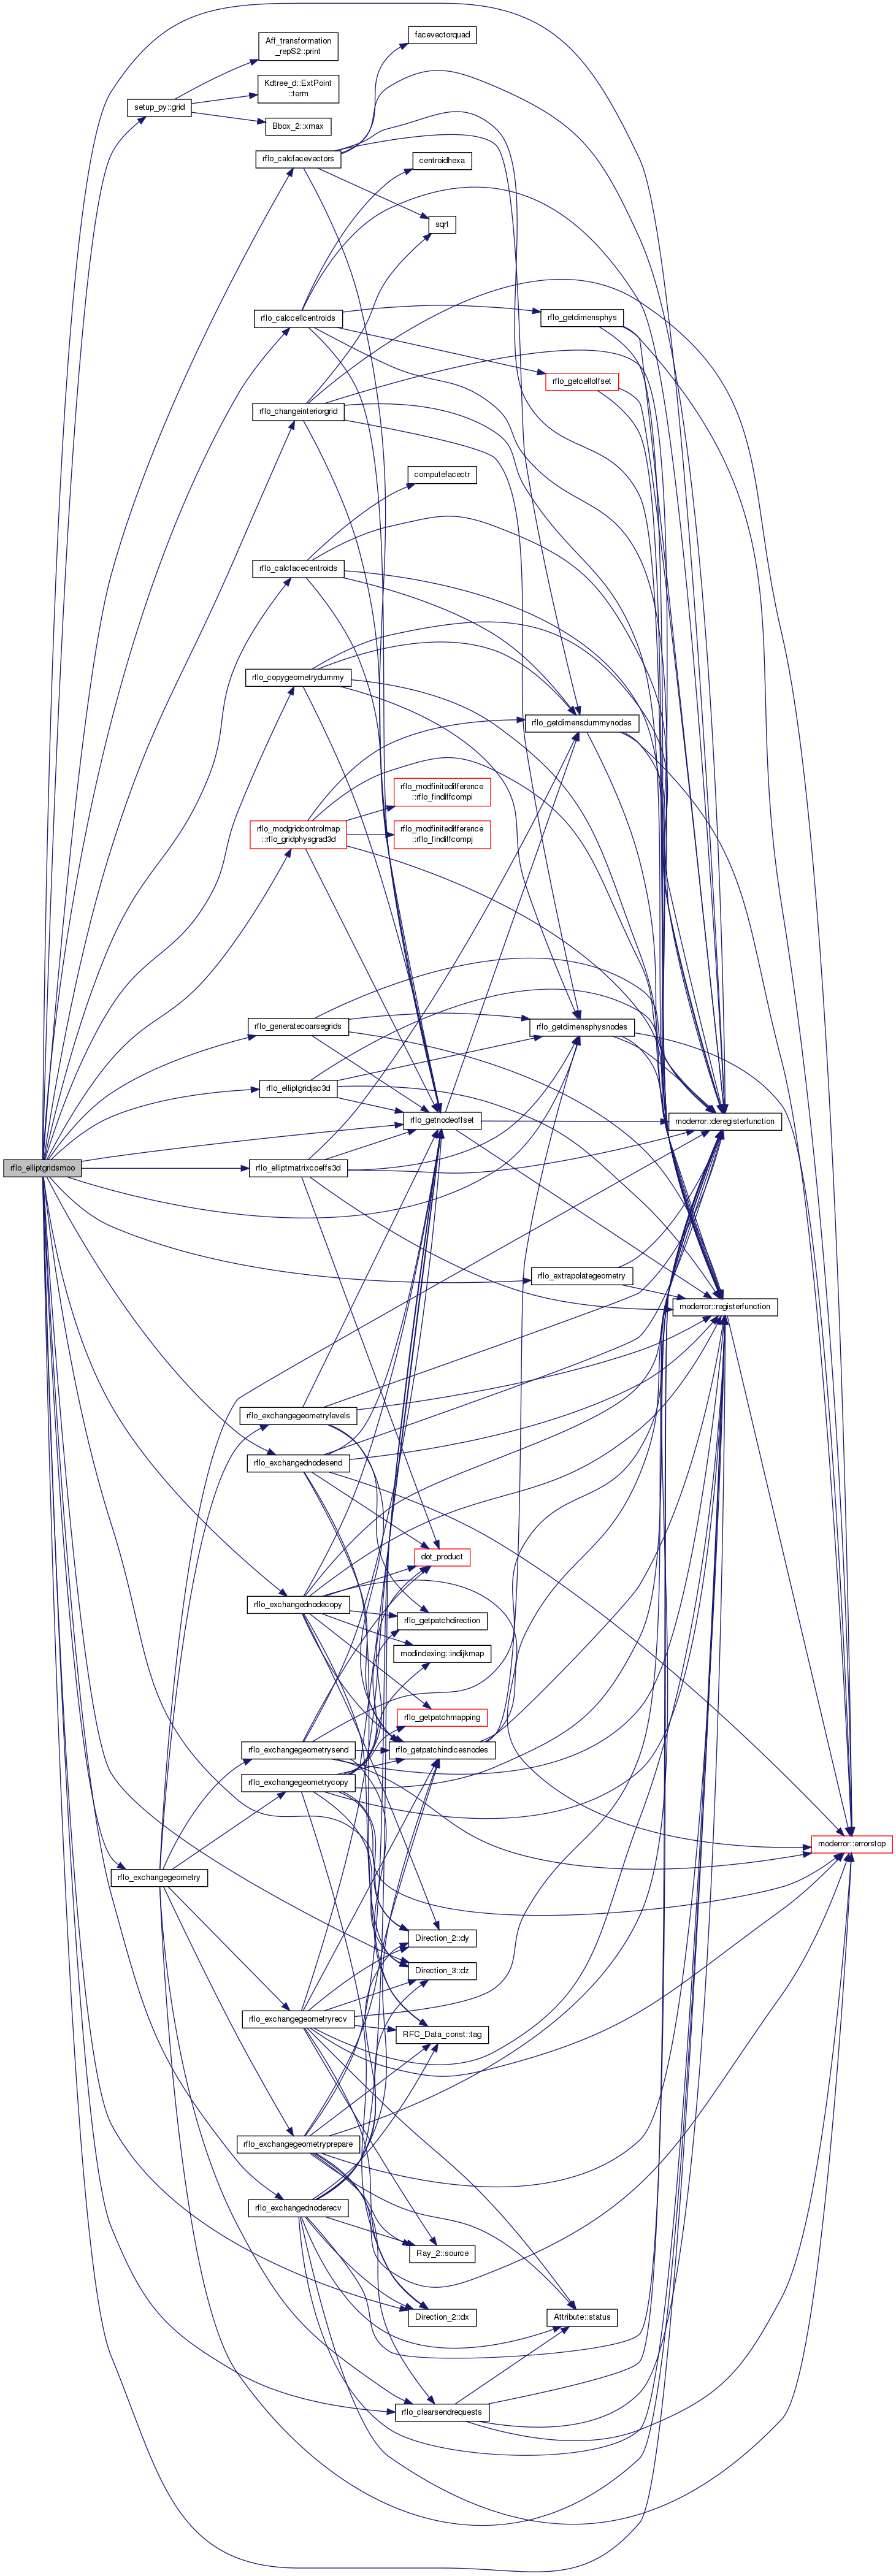 facevectorquad
Aff_transformation
_repS2::print
Kdtree_d::ExtPoint
::term
setup_py::grid
Bbox_2::xmax
rflo_calcfacevectors
centroidhexa
sqrt
rflo_calccellcentroids
rflo_getdimensphys
rflo_getcelloffset
rflo_changeinteriorgrid
computefacectr
rflo_calcfacecentroids
rflo_copygeometrydummy
rflo_getdimensdummynodes
rflo_modfinitedifference
::rflo_findiffcompi
rflo_modgridcontrolmap
::rflo_gridphysgrad3d
rflo_modfinitedifference
::rflo_findiffcompj
rflo_generatecoarsegrids
rflo_getdimensphysnodes
rflo_elliptgridjac3d
rflo_getnodeoffset
moderror::deregisterfunction
rflo_elliptgridsmoo
rflo_elliptmatrixcoeffs3d
rflo_extrapolategeometry
moderror::registerfunction
rflo_exchangegeometrylevels
rflo_exchangednodesend
dot_product
rflo_exchangednodecopy
rflo_getpatchdirection
modindexing::indijkmap
rflo_getpatchmapping
rflo_exchangegeometrysend
rflo_getpatchindicesnodes
rflo_exchangegeometrycopy
moderror::errorstop
rflo_exchangegeometry
Direction_2::dy
Direction_3::dz
rflo_exchangegeometryrecv
RFC_Data_const::tag
rflo_exchangegeometryprepare
rflo_exchangednoderecv
Ray_2::source
Direction_2::dx
Attribute::status
rflo_clearsendrequests